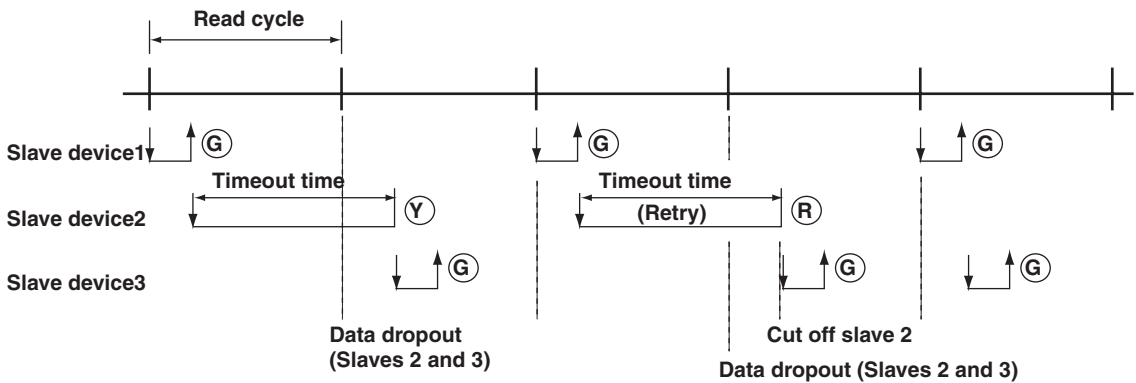 Read cycle
Slave device1
G
G
G
Timeout time
Timeout time
Slave device2
Y
(Retry)
R
Slave device3
G
G
G
Data dropout
(Slaves 2 and 3)
Cut off slave 2
Data dropout (Slaves 2 and 3)